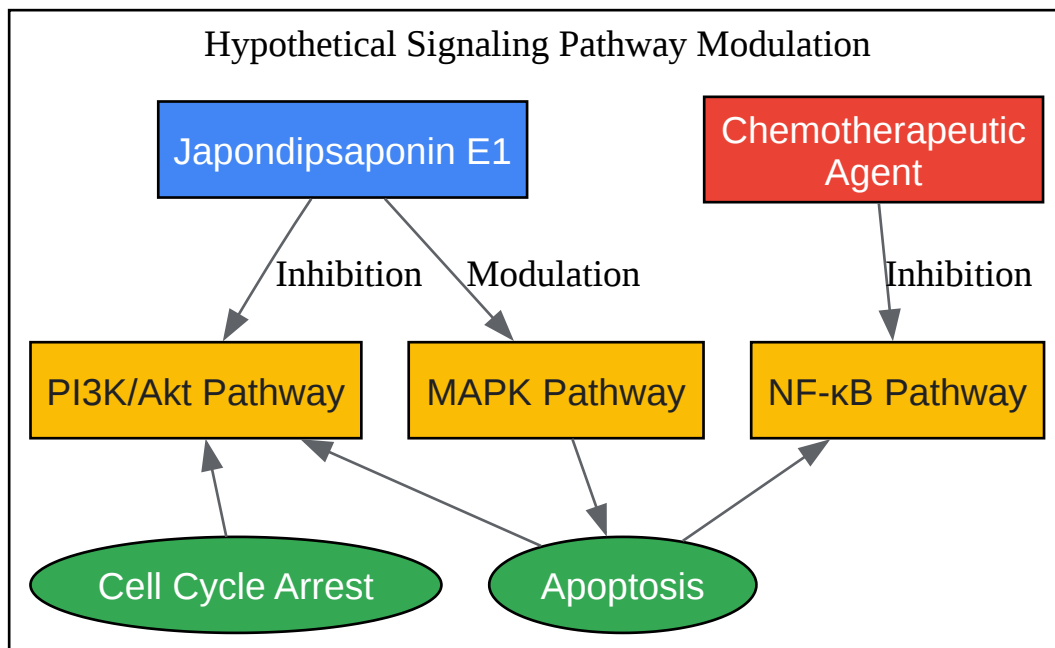 Hypothetical Signaling Pathway Modulation
Japondipsaponin E1
Chemotherapeutic
Agent
Inhibition
Modulation
Inhibition
PI3K/Akt Pathway
MAPK Pathway
NF-κB Pathway
Cell Cycle Arrest
Apoptosis